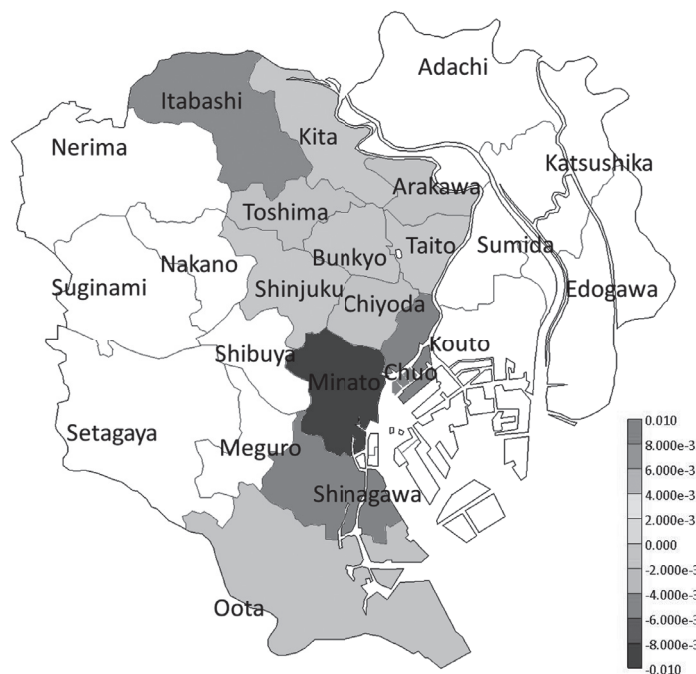 Adachi
Itabashi
Kita
Nerima
Katsushika
Arakawa
Toshima
Taito
Sumida
Bunkyo
Nakano
Suginami
Shinjuku
Edogawa
Chiyoda
Kouto
Shibuya
Chuo
Minato
Setagaya
Meguro
Shinagawa
Oota
0.010
8.000e-3
6.000e-3
4.000e-3
2.000e-3
0.000
-2.000e-3
-4.000e-3
-6.000e-3
-8.000e-3
-0.010